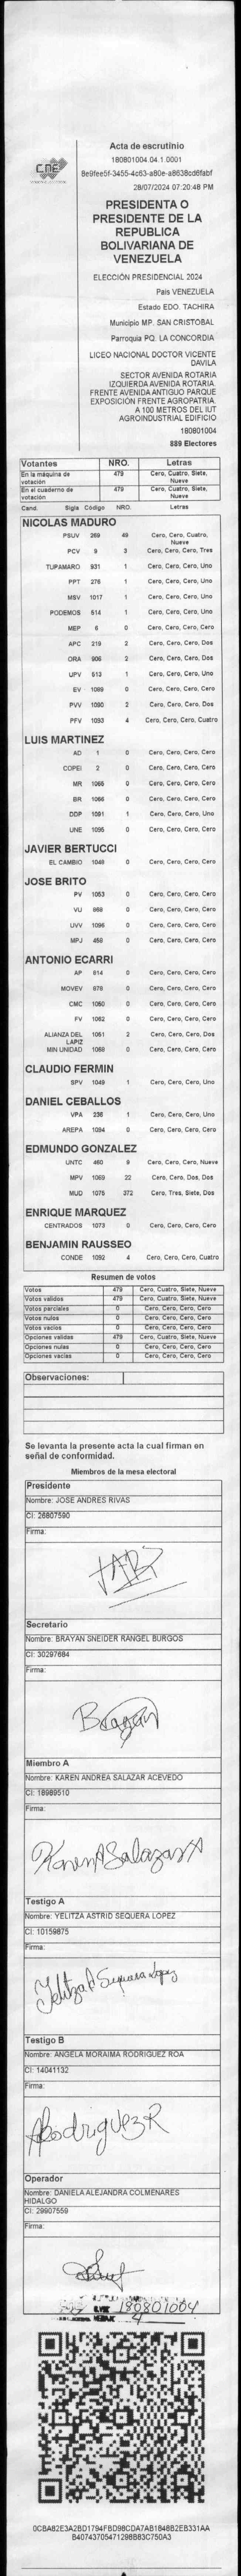 Acta de escrutinio
180801004.04.1.0001
8e9fee5f-3455-4c63-a80e-a8638cd6fabf
28/07/2024 07:20:48 PM
CNE
PRESIDENTA O
PRESIDENTE DE LA
REPUBLICA
BOLIVARIANA DE
VENEZUELA
ELECCIÓN PRESIDENCIAL 2024
País VENEZUELA
Estado EDO. TACHIRA
Municipio MP. SAN CRISTOBAL
Parroquia PQ. LA CONCORDIA
LICEO NACIONAL DOCTOR VICENTE
DAVILA
SECTOR AVENIDA ROTARIA
IZQUIERDA AVENIDA ROTARIA.
FRENTE AVENIDA ANTIGUO PARQUE
EXPOSICIÓN FRENTE AGROPATRIA.
A 100 METROS DEL IUT
AGROINDUSTRIAL EDIFICIO
180801004
889 Electores
Votantes NRO. Letras
En la máquina de votación 479 Cero, Cuatro, Siete, Nueve
En el cuaderno de votación 479 Cero, Cuatro, Siete, Nueve
Cand. Sigla Código NRO. Letras
NICOLAS MADURO
PSUV 269 49 Cero, Cero, Cuatro, Nueve
PCV 9 3 Cero, Cero, Cero, Tres
TUPAMARO 931 1 Cero, Cero, Cero, Uno
PPT 276 1 Cero, Cero, Cero, Uno
MSV 1017 1 Cero, Cero, Cero, Uno
PODEMOS 514 1 Cero, Cero, Cero, Uno
MEP 6 0 Cero, Cero, Cero, Cero
APC 219 2 Cero, Cero, Cero, Dos
ORA 906 2 Cero, Cero, Cero, Dos
UPV 513 1 Cero, Cero, Cero, Uno
EV 1089 0 Cero, Cero, Cero, Cero
PVV 1090 2 Cero, Cero, Cero, Dos
PFV 1093 4 Cero, Cero, Cero, Cuatro
LUIS MARTINEZ
AD 1 0 Cero, Cero, Cero, Cero
COPEI 2 0 Cero, Cero, Cero, Cero
MR 1065 0 Cero, Cero, Cero, Cero
BR 1066 0 Cero, Cero, Cero, Cero
DDP 1091 1 Cero, Cero, Cero, Uno
UNE 1095 0 Cero, Cero, Cero, Cero
JAVIER BERTUCCI
EL CAMBIO 1048 0 Cero, Cero, Cero, Cero
JOSE BRITO
PV 1053 0 Cero, Cero, Cero, Cero
VU 969 0 Cero, Cero, Cero, Cero
UVV 1096 0 Cero, Cero, Cero, Cero
MPJ 458 0 Cero, Cero, Cero, Cero
ANTONIO ECARRI
AP 614 0 Cero, Cero, Cero, Cero
MOVEV 979 0 Cero, Cero, Cero, Cero
CMC 1050 0 Cero, Cero, Cero, Cero
FV 1062 0 Cero, Cero, Cero, Cero
ALIANZA DEL LAPIZ 1051 2 Cero, Cero, Cero, Dos
MIN UNIDAD 1069 0 Cero, Cero, Cero, Cero
CLAUDIO FERMIN
SPV 1049 1 Cero, Cero, Cero, Uno
DANIEL CEBALLOS
VPA 236 1 Cero, Cero, Cero, Uno
AREPA 1094 0 Cero, Cero, Cero, Cero
EDMUNDO GONZALEZ
UNTC 460 9 Cero, Cero, Cero, Nueve
MPV 1069 22 Cero, Cero, Dos, Dos
MUD 1075 372 Cero, Tres, Siete, Dos
ENRIQUE MARQUEZ
CENTRADOS 1073 0 Cero, Cero, Cero, Cero
BENJAMIN RAUSSEO
CONDE 1092 4 Cero, Cero, Cero, Cuatro
Resumen de votos
Votos 479 Cero, Cuatro, Siete, Nueve
Votos validos 479 Cero, Cuatro, Siete, Nueve
Votos parciales 0 Cero, Cero, Cero, Cero
Votos nulos 0 Cero, Cero, Cero, Cero
Votos vacios 0 Cero, Cero, Cero, Cero
Opciones validas 479 Cero, Cuatro, Siete, Nueve
Opciones nulas 0 Cero, Cero, Cero, Cero
Opciones vacias 0 Cero, Cero, Cero, Cero
Observaciones:
Se levanta la presente acta la cual firman en
señal de conformidad.
Miembros de la mesa electoral
Presidente
Nombre: JOSE ANDRES RIVAS
CI: 26807590
Firma:
Secretario
Nombre: BRAYAN SNEIDER RANGEL BURGOS
CI: 30297684
Firma:
Brayan
Miembro A
Nombre: KAREN ANDREA SALAZAR ACEVEDO
CI: 18989510
Firma:
Karen A Salazar A
Testigo A
Nombre: YELITZA ASTRID SEQUERA LOPEZ
CI: 10159875
Firma:
Yelitza A Sequera Lopez
Testigo B
Nombre: ANGELA MORAIMA RODRIGUEZ ROA
CI: 14041132
Firma:
ARodriguez R
Operador
Nombre: DANIELA ALEJANDRA COLMENARES
HIDALGO
CI: 29907559
Firma:
180801004
4
0CBA82E3A2BD1794FBD98CDA7AB1846B2EB331AA
B40743705471298B83C750A3